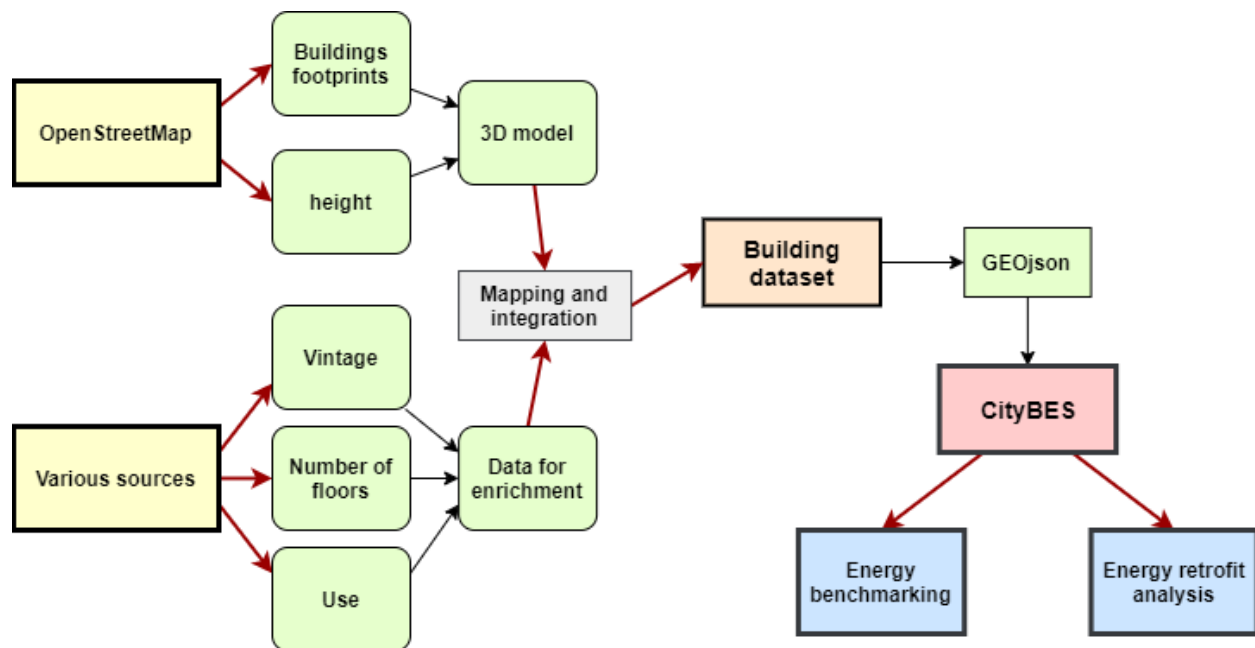 Buildings
footprints
OpenStreetMap
3D model
height
Building
dataset
GEOjson
Mapping and
integration
Vintage
CityBES
Various sources
Number of
floors
Data for
enrichment
Use
Energy
benchmarking
Energy retrofit
analysis